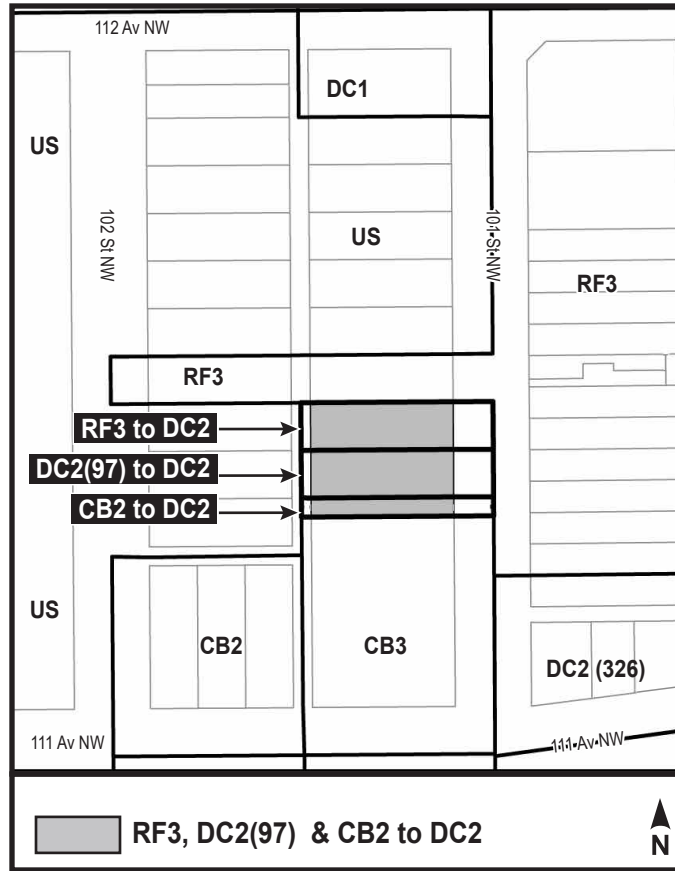 112 Av NW
DC1
US
102 St NW
US
101 St NW
RF3
RF3
RF3 to DC2
DC2(97) to DC2
CB2 to DC2
US
CB2
CB3
DC2 (326)
111 Av NW
111 Av NW
RF3, DC2(97) & CB2 to DC2
N